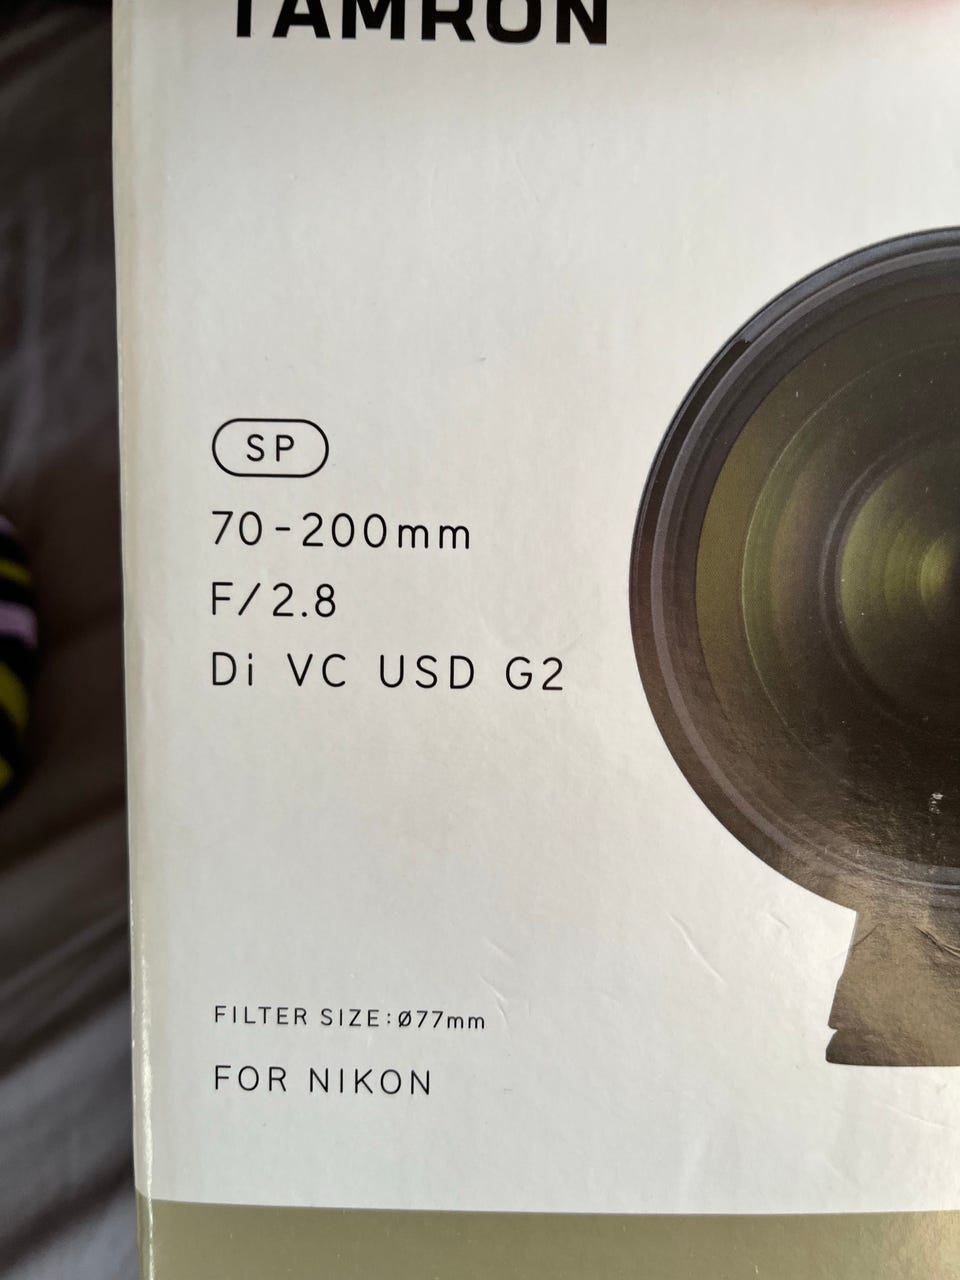 TAMRON
SP
70-200mm
F/2.8
Di VC USD G2
FILTER SIZE:Ø77mm
FOR NIKON